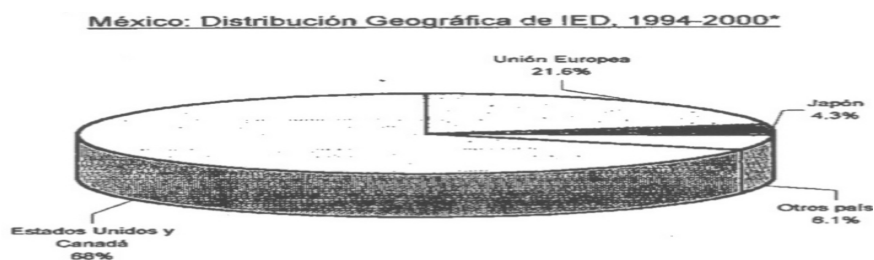 México: Distribución Geográfica de IED, 1994-2000*
Unión Europea
21.6%
Japón
4.3%
Otros país
6.1%
Estados Unidos y
Canadá
68%